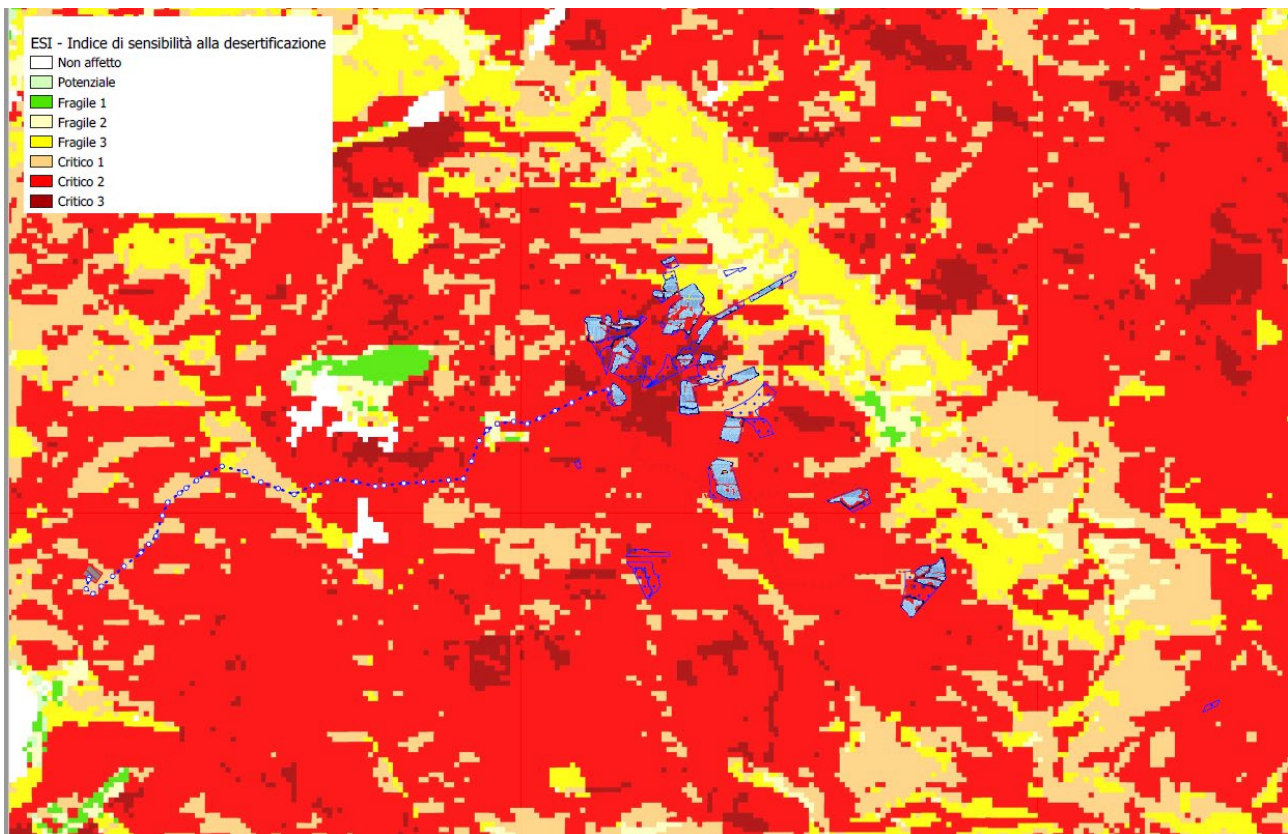 ESI - Indice di sensibilità alla desertificazione
Non affetto
Potenziale
Fragile 1
Fragile 2
Fragile 3
Critico 1
Critico 2
Critico 3